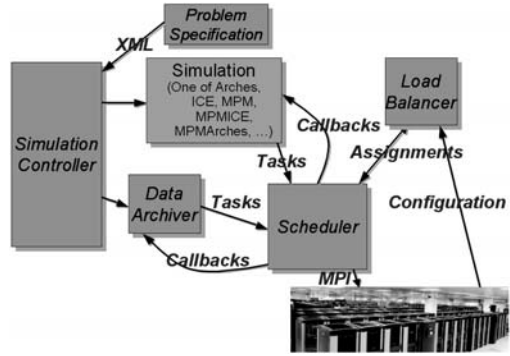 Problem
Specification
XML
Simulation
(One of Arches,
ICE, MPM,
MPMICE,
MPMArches, ...)
Load
Balancer
Simulation
Controller
Callbacks
Tasks
Assignments
Data
Archiver
Tasks
Scheduler
Configuration
Callbacks
MPI